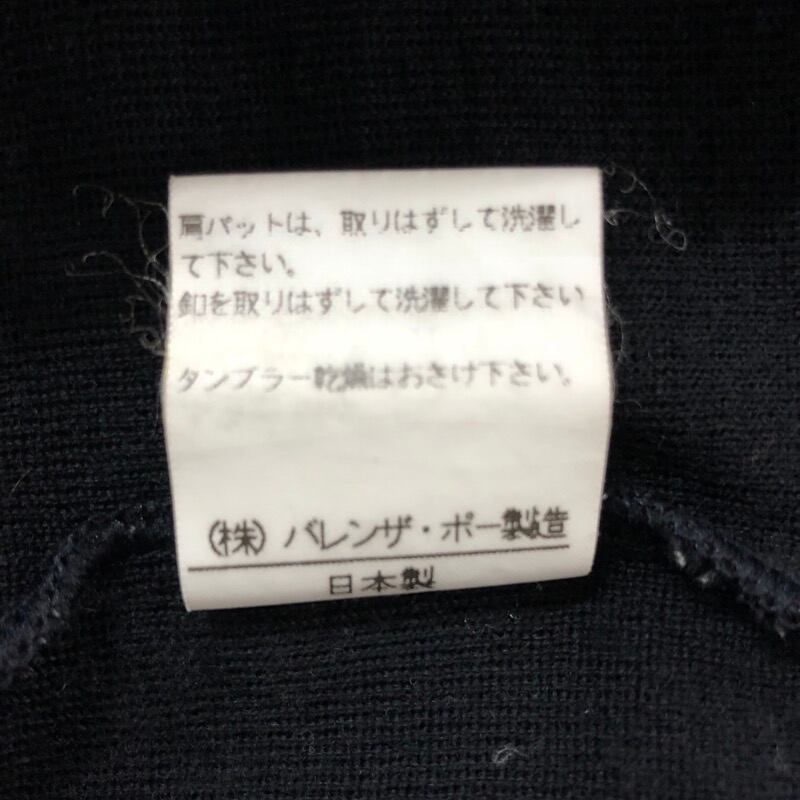 肩パットは、取りはずして洗濯し
て下さい。
釦を取りはずして洗濯して下さい
タンブラー乾燥はおさけ下さい。
(株) バレンザ・ポー製造
日本製